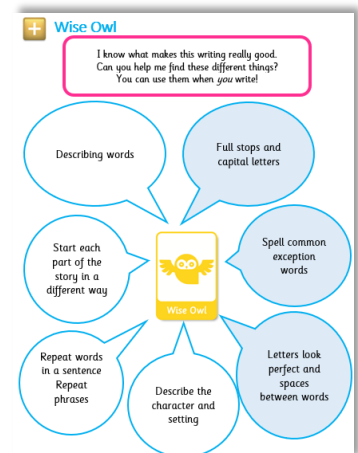 Wise Owl
I know what makes this writing really good.
Can you help me find these different things?
You can use them when you write!
Describing words
Full stops and
capital letters
Start each
part of the
story in a
different way
Spell common
exception
words
Wise Owl
Repeat words
in a sentence
Repeat
phrases
Describe the
character and
setting
Letters look
perfect and
spaces
between words